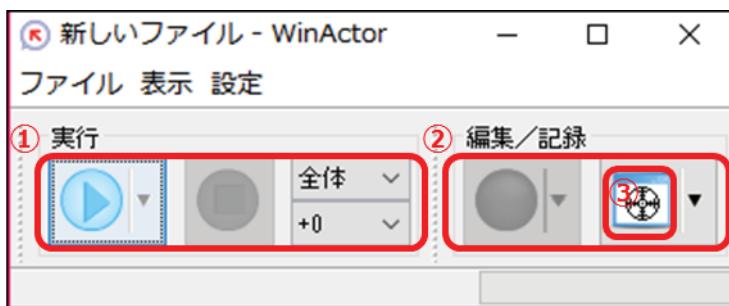 新しいファイル - WinActor
ファイル 表示 設定
① 実行 ② 編集／記録
全体 ③
+0